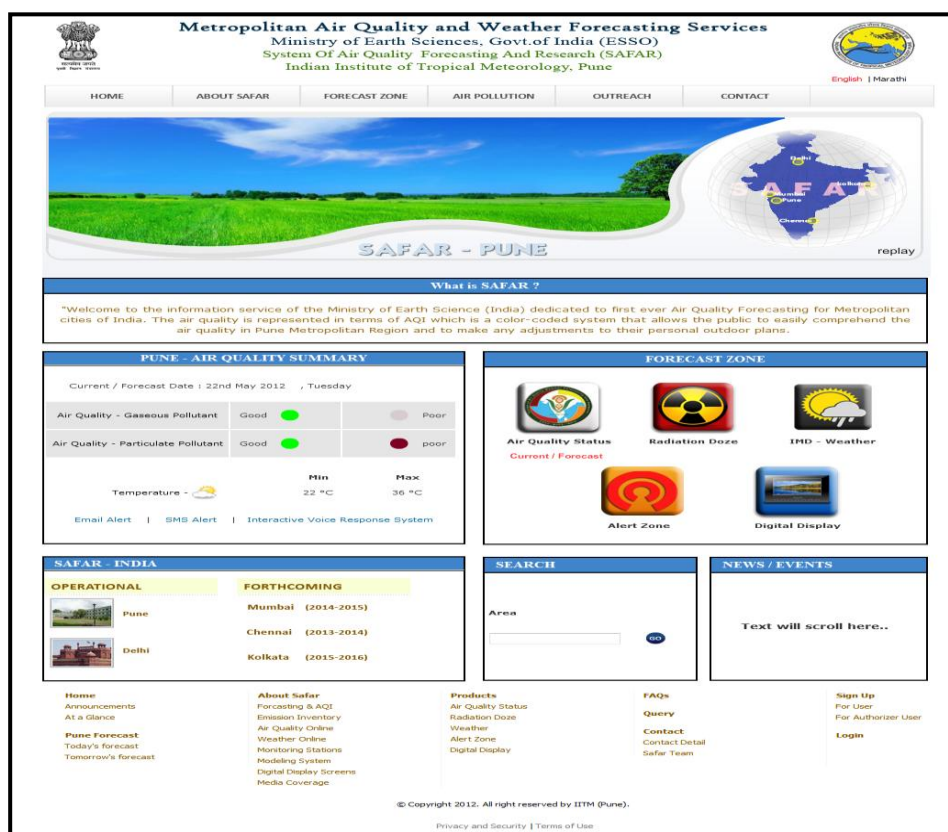 Metropolitan Air Quality and Weather Forecasting Services
Ministry of Earth Sciences, Govt.of India (ESSO)
System Of Air Quality Forecasting And Research (SAFAR)
Indian Institute of Tropical Meteorology, Pune
English | Marathi
HOME ABOUT SAFAR FORECAST ZONE AIR POLLUTION OUTREACH CONTACT
Delhi
SAFAR
Mumbai
Pune
Chennai
SAFAR - PUNE
replay
What is SAFAR ?
"Welcome to the information service of the Ministry of Earth Science (India) dedicated to first ever Air Quality Forecasting for Metropolitan
cities of India. The air quality is represented in terms of AQI which is a color-coded system that allows the public to easily comprehend the
air quality in Pune Metropolitan Region and to make any adjustments to their personal outdoor plans.
PUNE - AIR QUALITY SUMMARY
Current / Forecast Date : 22nd May 2012 , Tuesday
Air Quality - Gaseous Pollutant Good Poor
Air Quality - Particulate Pollutant Good poor
Min Max
Temperature - 22 °C 36 °C
Email Alert | SMS Alert | Interactive Voice Response System
FORECAST ZONE
Air Quality Status Radiation Doze IMD - Weather
Current / Forecast
Alert Zone Digital Display
SAFAR - INDIA
OPERATIONAL FORTHCOMING
Pune
Delhi
Mumbai (2014-2015)
Chennai (2013-2014)
Kolkata (2015-2016)
SEARCH
Area
GO
NEWS / EVENTS
Text will scroll here..
Home
Announcements
At a Glance
Pune Forecast
Today's forecast
Tomorrow's forecast
About Safar
Forcasting & AQI
Emission Inventory
Air Quality Online
Weather Online
Monitoring Stations
Modeling System
Digital Display Screens
Media Coverage
Products
Air Quality Status
Radiation Doze
Weather
Alert Zone
Digital Display
FAQs
Query
Contact
Contact Detail
Safar Team
Sign Up
For User
For Authorizer User
Login
© Copyright 2012. All right reserved by IITM (Pune).
Privacy and Security | Terms of Use